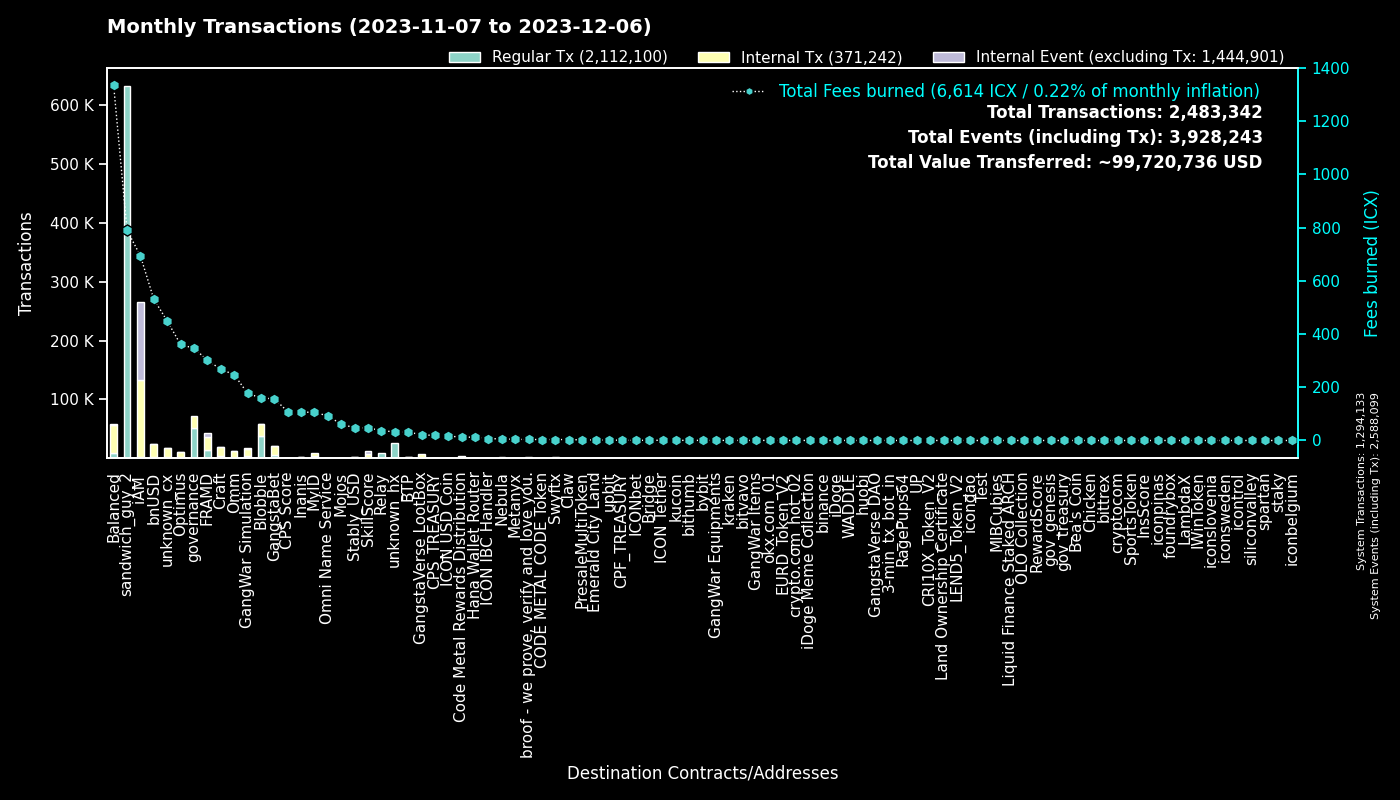 Monthly Transactions (2023-11-07 to 2023-12-06)
Regular Tx (2,112,100)
Internal Tx (371,242)
Internal Event (excluding Tx: 1,444,901)
Total Fees burned (6,614 ICX / 0.22% of monthly inflation)
Total Transactions: 2,483,342
Total Events (including Tx): 3,928,243
Total Value Transferred: ~99,720,736 USD
Transactions
600 K
500 K
400 K
300 K
200 K
100 K
Fees burned (ICX)
1400
1200
1000
800
600
400
200
0
System Transactions: 1,294,133
System Events (including Tx): 2,588,099
Balanced
sandwich_guy_2
IAM
bnUSD
unknown_cx
Optimus
governance
FRAMD
Craft
Omm
GangWar Simulation
Blobble
GangstaBet
CPS Score
Inanis
MyID
Omni Name Service
Mojos
Stably_USD
SkillScore
Relay
unknown_hx
BTP
GangstaVerse LootBox
CPS_TREASURY
ICON_USD_Coin
Code Metal Rewards Distribution
Hana Wallet Router
ICON IBC Handler
Nebula
Metanyx
broof - we prove, verify and love you.
CODE METAL CODE Token
Swyftx
Claw
PresaleMultiToken
Emerald City Land
upbit
CPF_TREASURY
ICONbet
Bridge
ICON Tether
kucoin
bithumb
bybit
GangWar Equipments
kraken
bitvavo
GangWar Items
okx.com_01
EURD_Token_V2
crypto.com_hot_02
iDoge Meme Collection
binance
iDoge
WADDLE
huobi
GangstaVerse DAO
3-min_tx_bot_in
RagePupss64
UP
CRI10X_Token_V2
Land Ownership Certificate
LENDS_Token_V2
icondao
Test
MIBCubes
Liquid Finance Staked ARCH
OLO Collection
RewardScore
gov_genesis
gov_treasury
Bea's Coin
Chicken
bittrex
cryptocom
SportsToken
InsScore
iconpinas
foundrybox
LambdaX
IWinToken
iconslovenia
iconsweden
icontrol
siliconvalley
spartan
staky
iconbelgium
Destination Contracts/Addresses